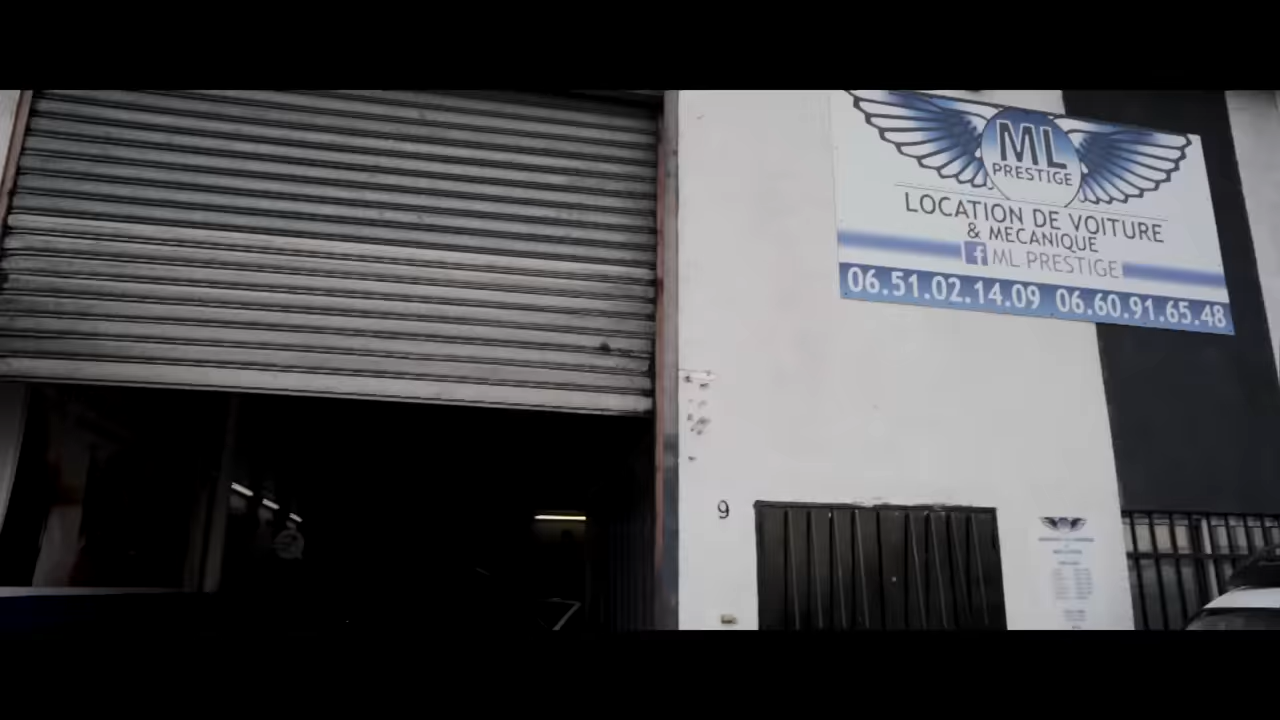 ML
PRESTIGE
LOCATION DE VOITURE
& MECANIQUE
f ML PRESTIGE
06.51.02.14.09 06.60.91.65.48
9